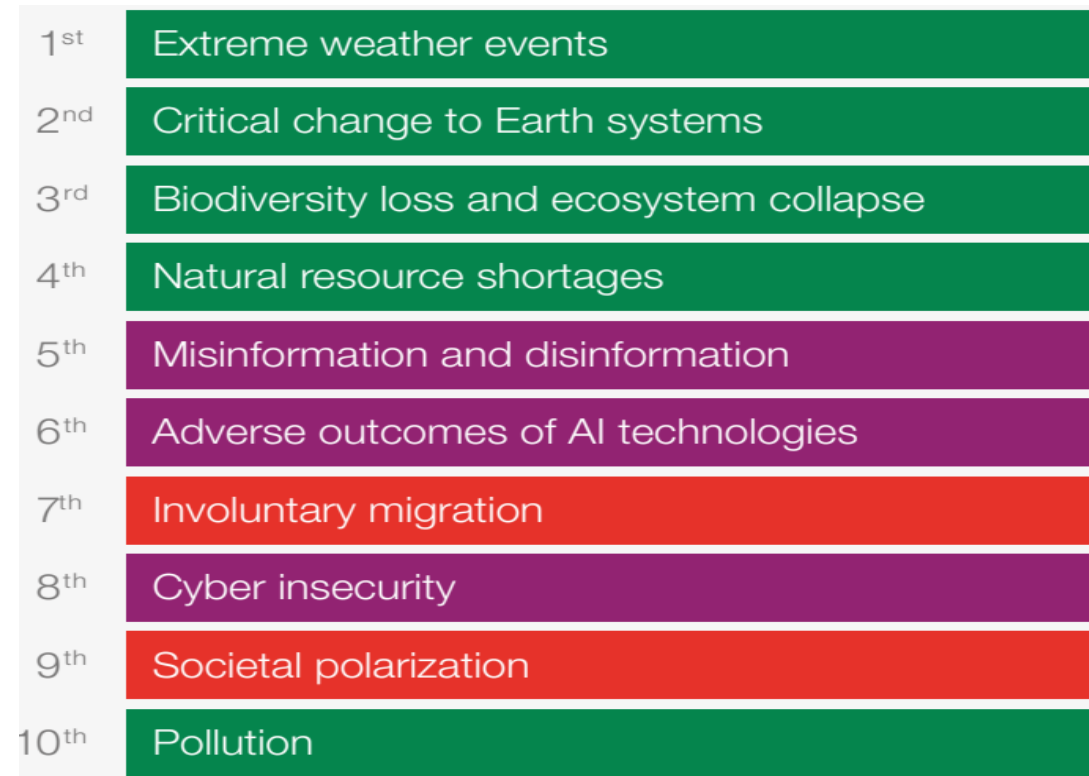 1st Extreme weather events
2nd Critical change to Earth systems
3rd Biodiversity loss and ecosystem collapse
4th Natural resource shortages
5th Misinformation and disinformation
6th Adverse outcomes of AI technologies
7th Involuntary migration
8th Cyber insecurity
9th Societal polarization
10th Pollution